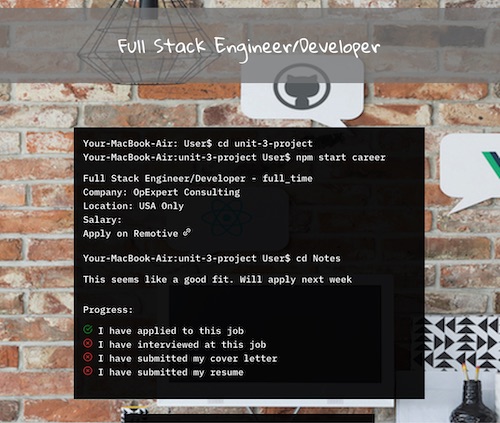 Full Stack Engineer/Developer
Your-MacBook-Air: User$ cd unit-3-project
Your-MacBook-Air:unit-3-project User$ npm start career
Full Stack Engineer/Developer - full_time
Company: OpExpert Consulting
Location: USA Only
Salary:
Apply on Remotive
Your-MacBook-Air:unit-3-project User$ cd Notes
This seems like a good fit. Will apply next week
Progress:
I have applied to this job
I have interviewed at this job
I have submitted my cover letter
I have submitted my resume